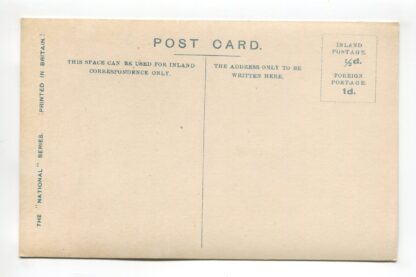 POST CARD.
THIS SPACE CAN BE USED FOR INLAND
CORRESPONDENCE ONLY.
THE ADDRESS ONLY TO BE
WRITTEN HERE.
INLAND
POSTAGE
½d.
FOREIGN
POSTAGE
1d.
THE "NATIONAL" SERIES. PRINTED IN BRITAIN.